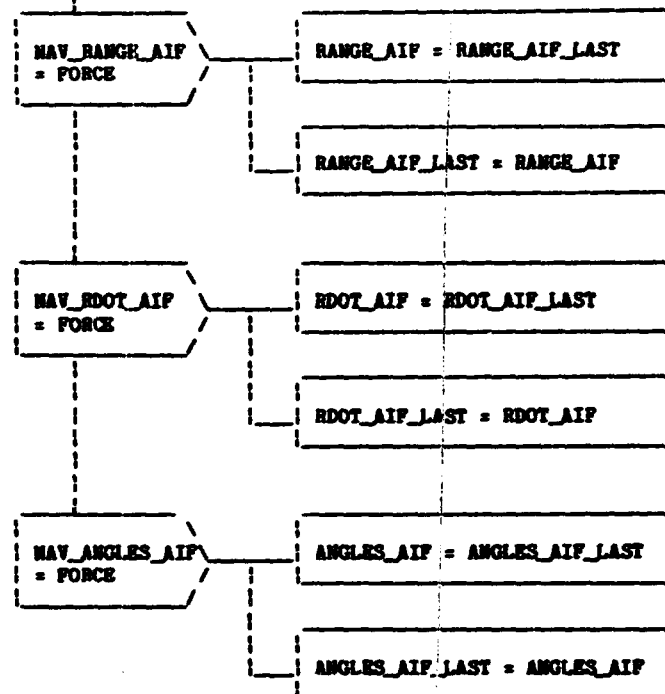 NAV_RANGE_AIF
= FORCE
RANGE_AIF = RANGE_AIF_LAST
RANGE_AIF_LAST = RANGE_AIF
NAV_RDOT_AIF
= FORCE
RDOT_AIF = RDOT_AIF_LAST
RDOT_AIF_LAST = RDOT_AIF
NAV_ANGLES_AIF
= FORCE
ANGLES_AIF = ANGLES_AIF_LAST
ANGLES_AIF_LAST = ANGLES_AIF